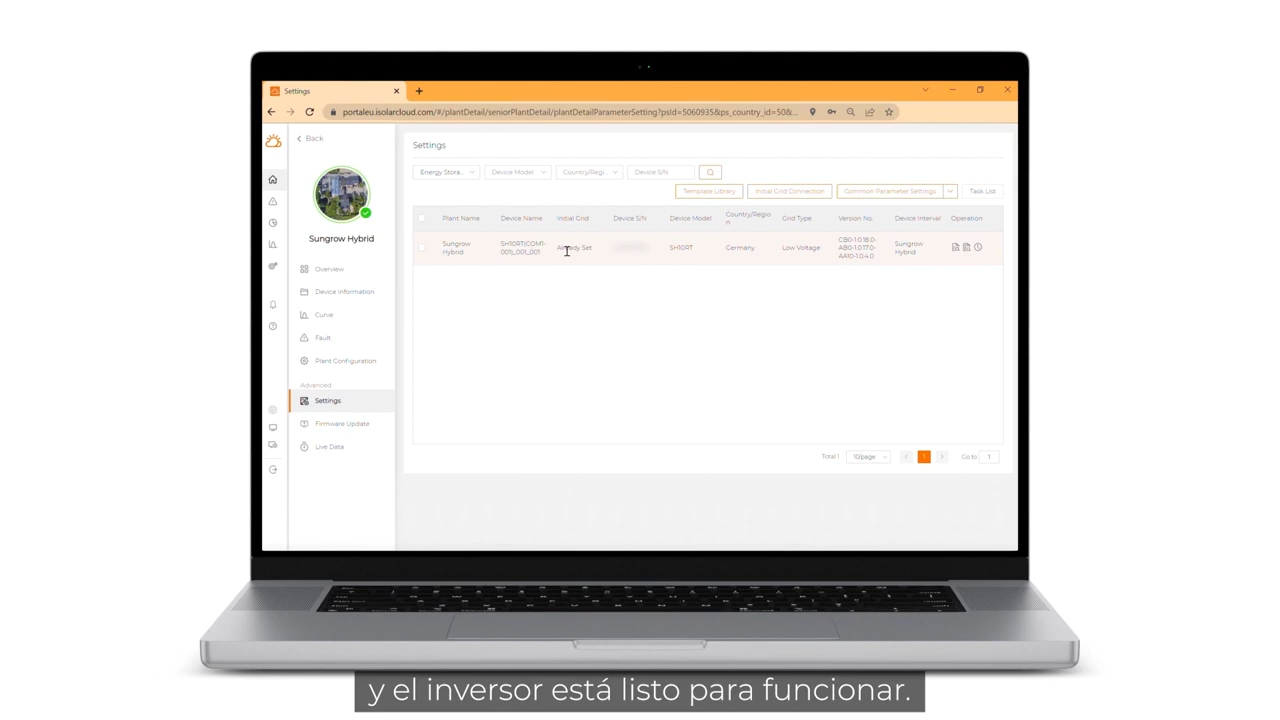 Settings
portaleu.isolarcloud.com/#/plantDetail/seniorPlantDetail/plantDetailParameterSetting?psId=5060935&ps_country_id=50&...
Back
Sungrow Hybrid
Overview
Device Information
Curve
Fault
Plant Configuration
Advanced
Settings
Firmware Update
Live Data
Settings
Energy Stora.. Device Model Country/Regi.. Device S/N
Template Library Initial Grid Connection Common Parameter Settings Task List
Plant Name Device Name Initial Grid Device S/N Device Model Country/Regio Grid Type Version No. Device Interval Operation
n
Sungrow SH10RT(COM1- Already Set SH10RT Germany Low Voltage CB0-1.0.18.0- Sungrow
Hybrid 001)_001_001 AB0-1.0.17.0- Hybrid
AA10-1.0.4.0
Total 1 10/page 1 Go to 1
y el inversor está listo para funcionar.